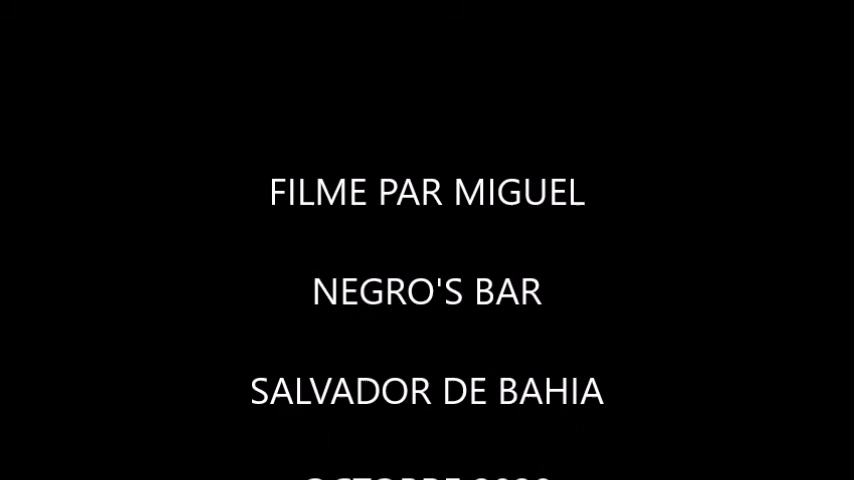 FILME PAR MIGUEL
NEGRO'S BAR
SALVADOR DE BAHIA